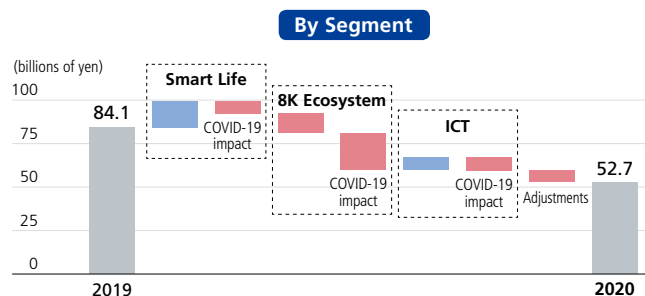 By Segment
(billions of yen)
100
75
50
25
0
84.1
Smart Life
COVID-19
impact
8K Ecosystem
COVID-19
impact
ICT
COVID-19
impact
Adjustments
52.7
2019
2020